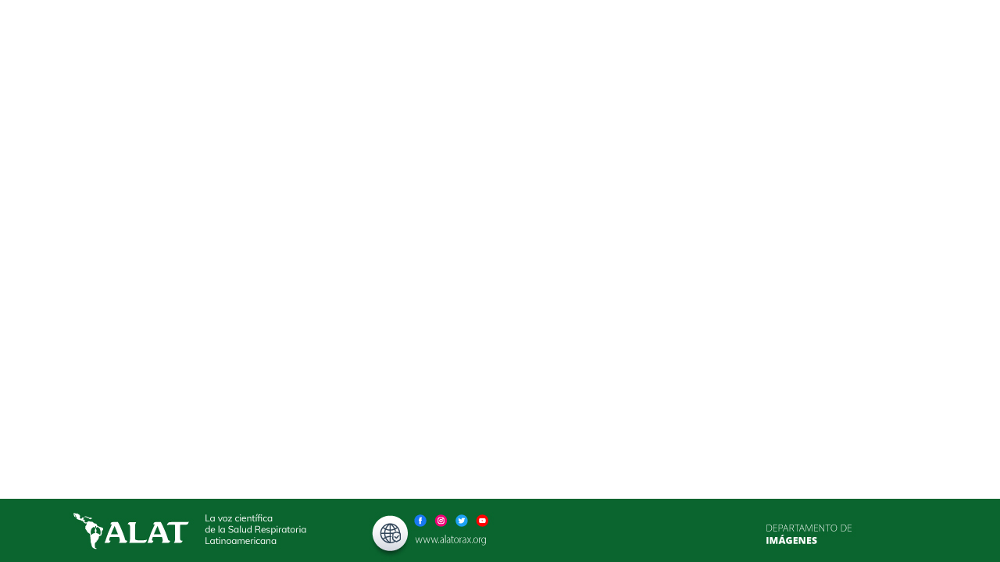 ALAT
La voz científica
de la Salud Respiratoria
Latinoamericana
www.alatorax.org
DEPARTAMENTO DE
IMÁGENES